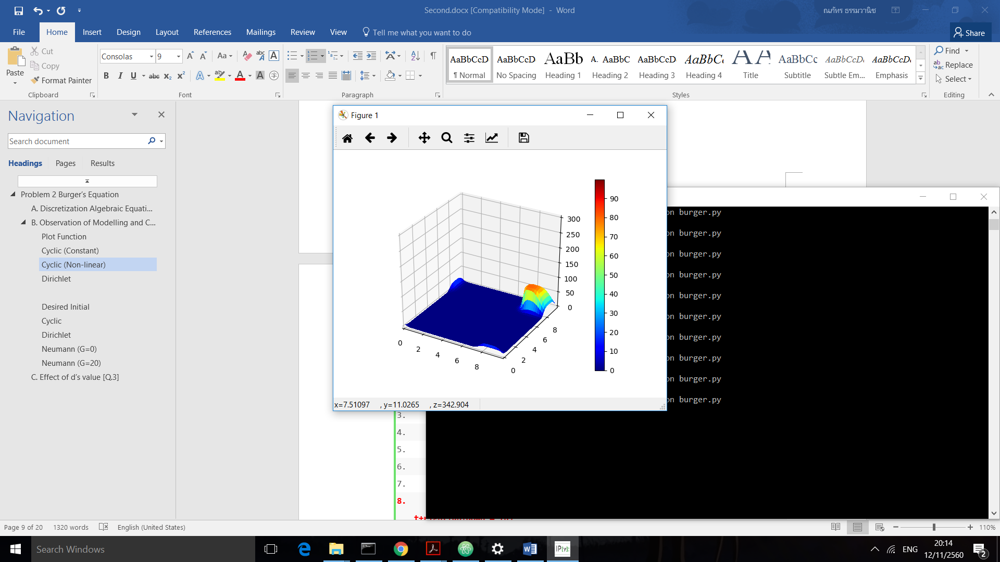 Second.docx [Compatibility Mode] - Word
ณภัทร ธรรมวานิช
File Home Insert Design Layout References Mailings Review View Tell me what you want to do
Share
Paste
Cut
Copy
Format Painter
Clipboard
Consolas 9
Font
Paragraph
AaBbCcD AaBbCcD AaBb A. AaBbC AaBbCcD AaBbC AA AaBbCc AaBbCcD AaBbCcD
¶ Normal No Spacing Heading 1 Heading 2 Heading 3 Heading 4 Title Subtitle Subtle Em... Emphasis
Styles
Find
Replace
Select
Editing
Navigation
Search document
Headings Pages Results
Problem 2 Burger's Equation
A. Discretization Algebraic Equati...
B. Observation of Modelling and C...
Plot Function
Cyclic (Constant)
Cyclic (Non-linear)
Dirichlet
Desired Initial
Cyclic
Dirichlet
Neumann (G=0)
Neumann (G=20)
C. Effect of d's value [Q.3]
Figure 1
300
250
200
150
100
50
0
0
2
4
6
8
0
2
4
6
8
90
80
70
60
50
40
30
20
10
0
x=7.51097 , y=11.0265 , z=342.904
on burger.py
on burger.py
on burger.py
on burger.py
on burger.py
on burger.py
on burger.py
on burger.py
on burger.py
on burger.py
3.
4.
5.
6.
7.
8.
Page 9 of 20 1320 words English (United States)
110%
Search Windows
IP[y]:
ENG
20:14
12/11/2560
2